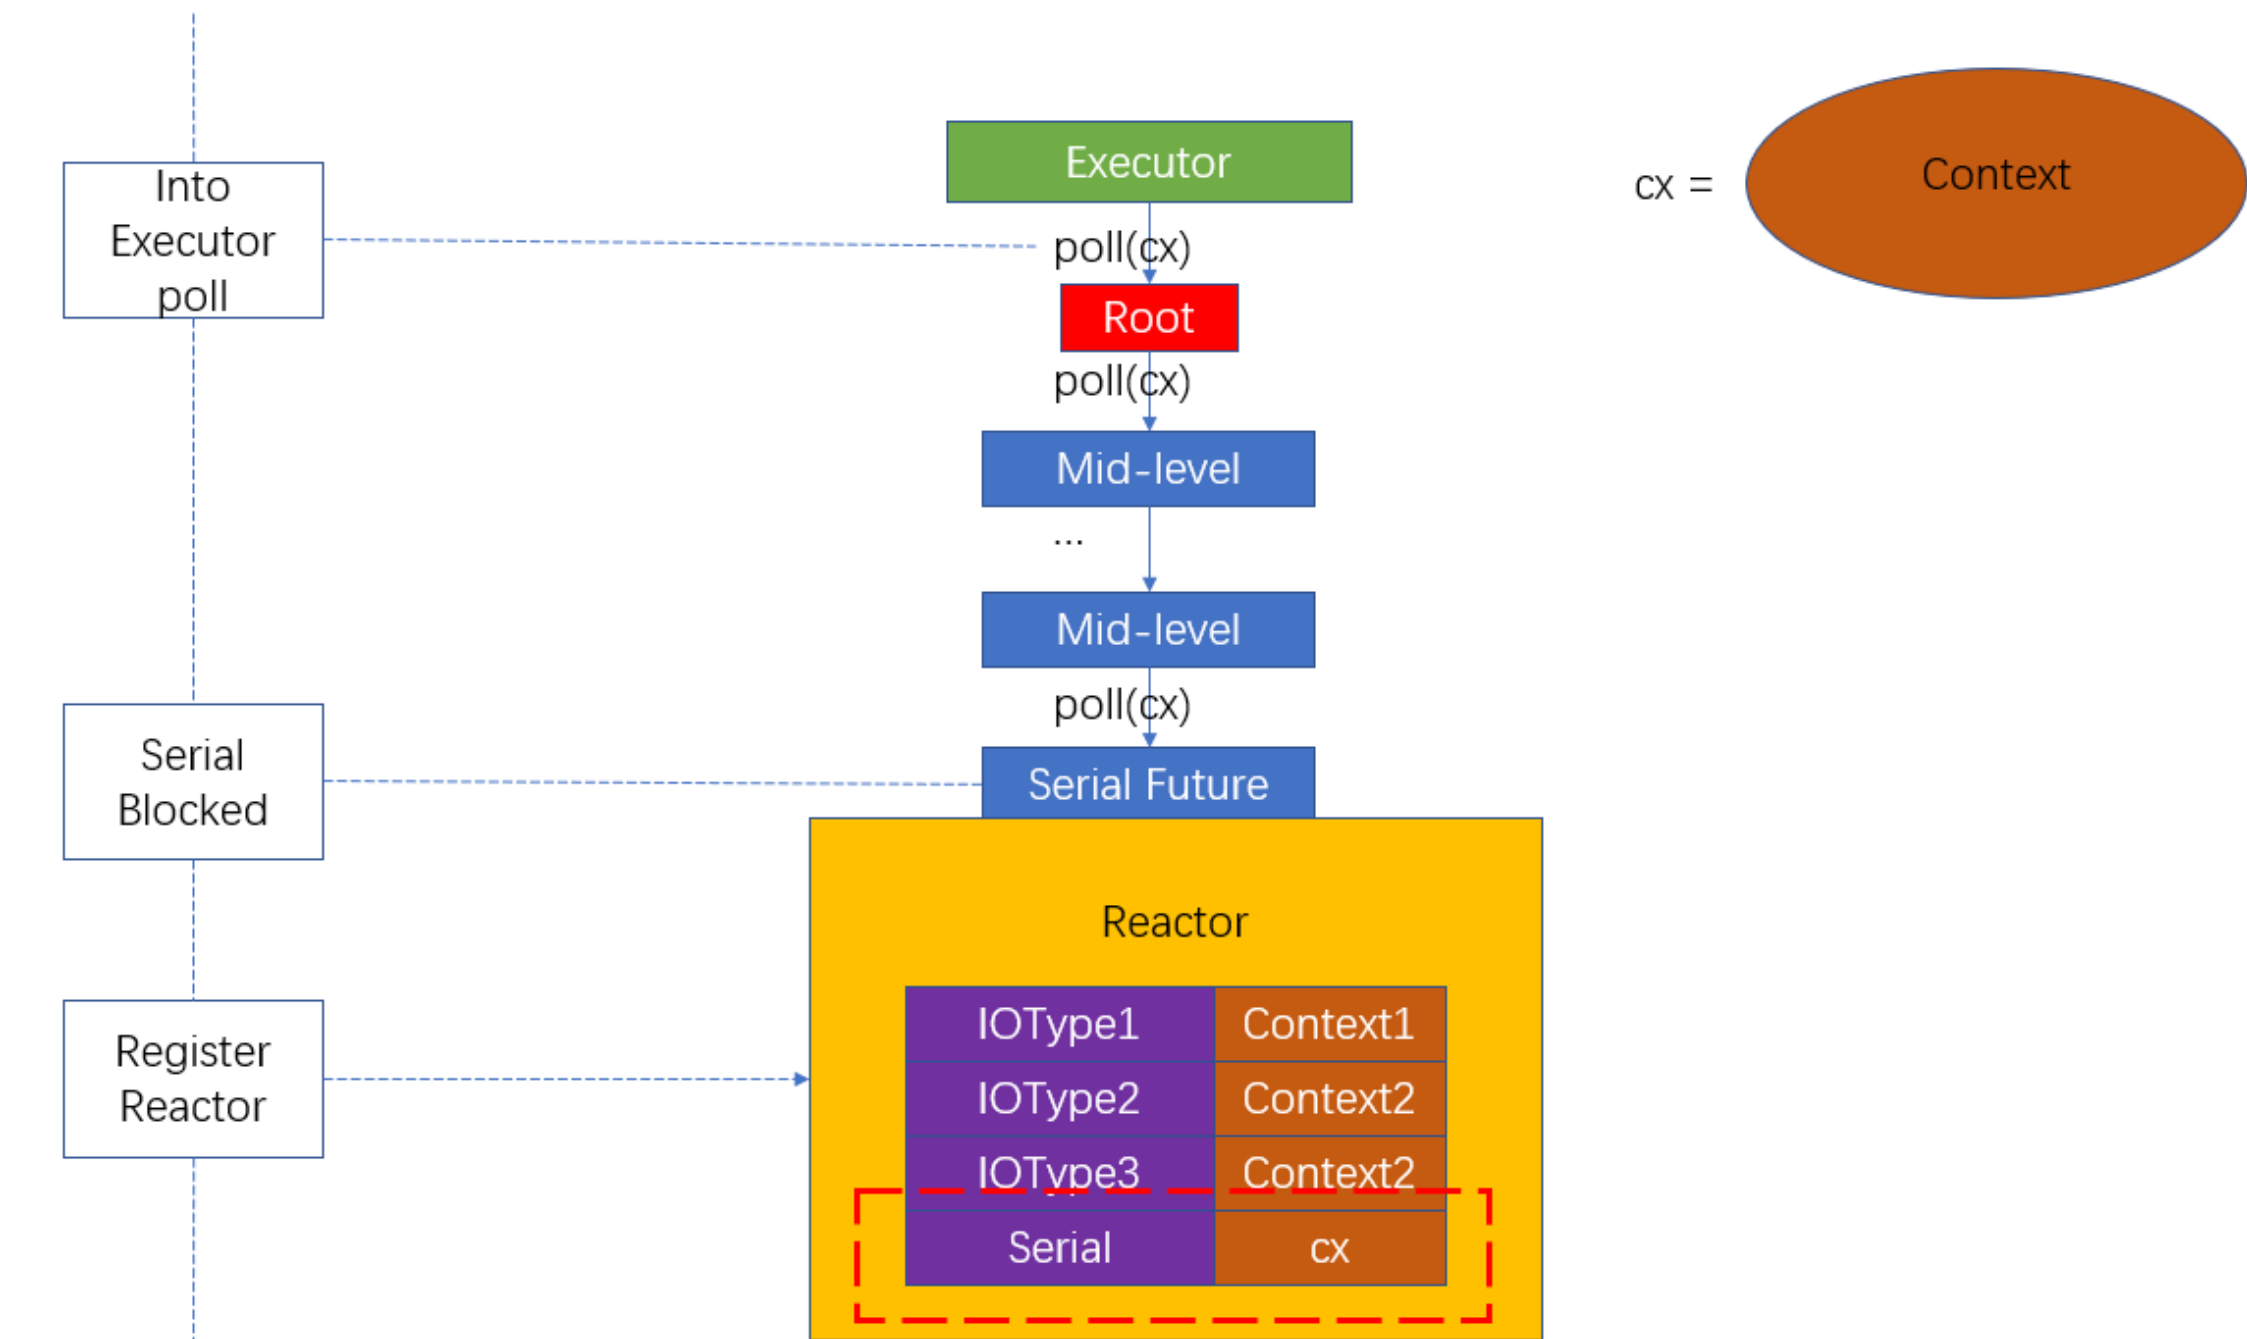 Executor
cx =
Context
Into
Executor
poll
poll(cx)
Root
poll(cx)
Mid-level
...
Mid-level
poll(cx)
Serial
Blocked
Serial Future
Reactor
Register
Reactor
IOType1 Context1
IOType2 Context2
IOType3 Context2
Serial cx